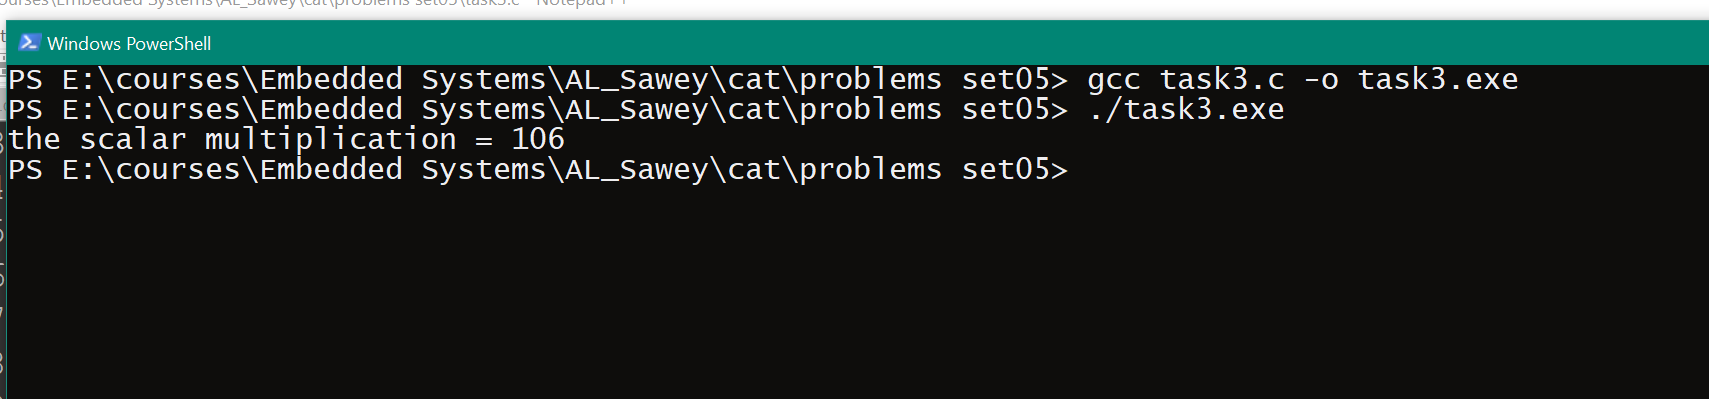 courses\Embedded Systems\AL_Sawey\cat\problems set05\task3.c - Notepad++
Windows PowerShell
PS E:\courses\Embedded Systems\AL_Sawey\cat\problems set05> gcc task3.c -o task3.exe
PS E:\courses\Embedded Systems\AL_Sawey\cat\problems set05> ./task3.exe
the scalar multiplication = 106
PS E:\courses\Embedded Systems\AL_Sawey\cat\problems set05>